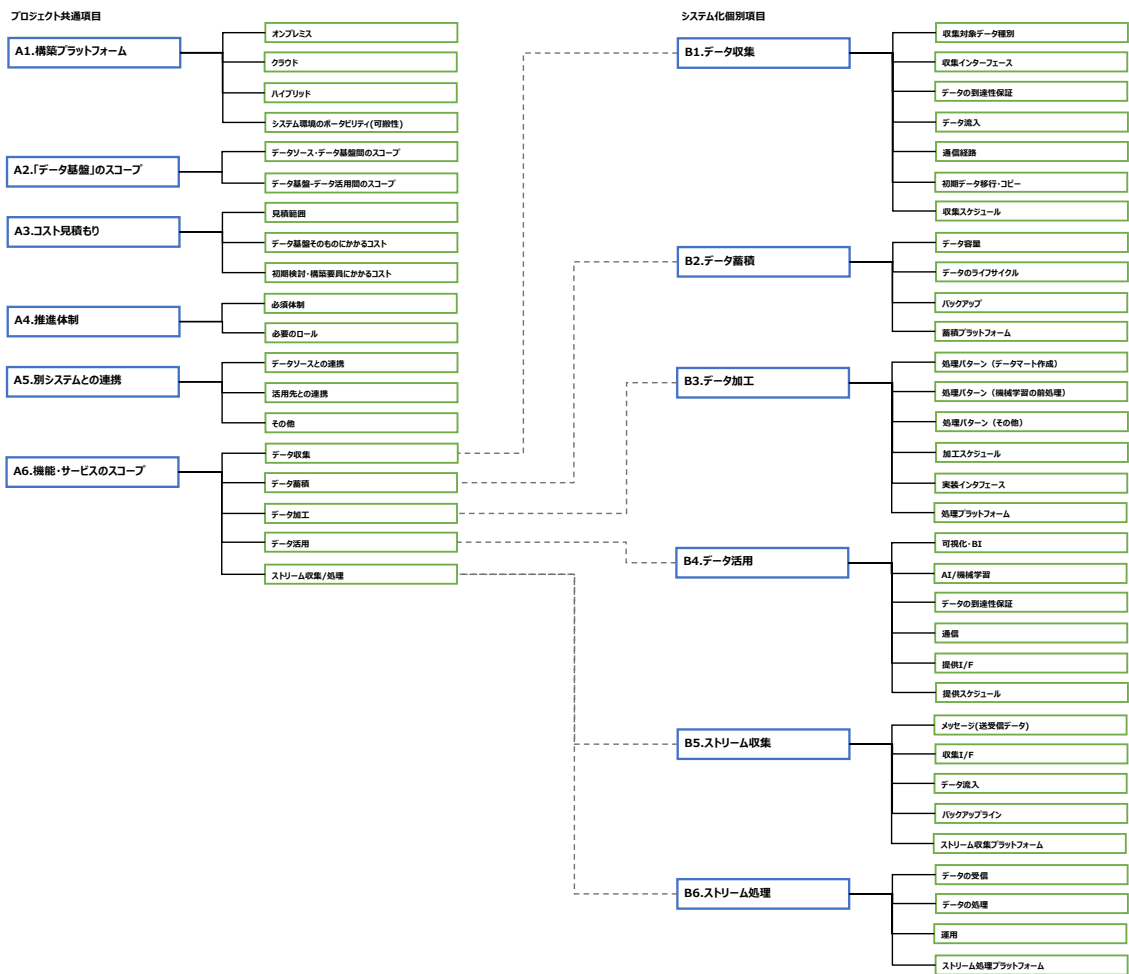 プロジェクト共通項目
A1.構築プラットフォーム
オンプレミス
クラウド
ハイブリッド
システム環境のポータビリティ(可搬性)
A2.「データ基盤」のスコープ
データソース・データ基盤間のスコープ
データ基盤-データ活用間のスコープ
A3.コスト見積もり
見積範囲
データ基盤そのものにかかるコスト
初期検討・構築要員にかかるコスト
A4.推進体制
必須体制
必要のロール
A5.別システムとの連携
データソースとの連携
活用先との連携
その他
A6.機能・サービスのスコープ
データ収集
データ蓄積
データ加工
データ活用
ストリーム収集/処理
システム化個別項目
B1.データ収集
収集対象データ種別
収集インターフェース
データの到達性保証
データ流入
通信経路
初期データ移行・コピー
収集スケジュール
B2.データ蓄積
データ容量
データのライフサイクル
バックアップ
蓄積プラットフォーム
B3.データ加工
処理パターン（データマート作成）
処理パターン（機械学習の前処理）
処理パターン（その他）
加工スケジュール
実装インタフェース
処理プラットフォーム
B4.データ活用
可視化・BI
AI/機械学習
データの到達性保証
通信
提供I/F
提供スケジュール
B5.ストリーム収集
メッセージ(送受信データ)
収集I/F
データ流入
バックアップライン
ストリーム収集プラットフォーム
B6.ストリーム処理
データの受信
データの処理
運用
ストリーム処理プラットフォーム